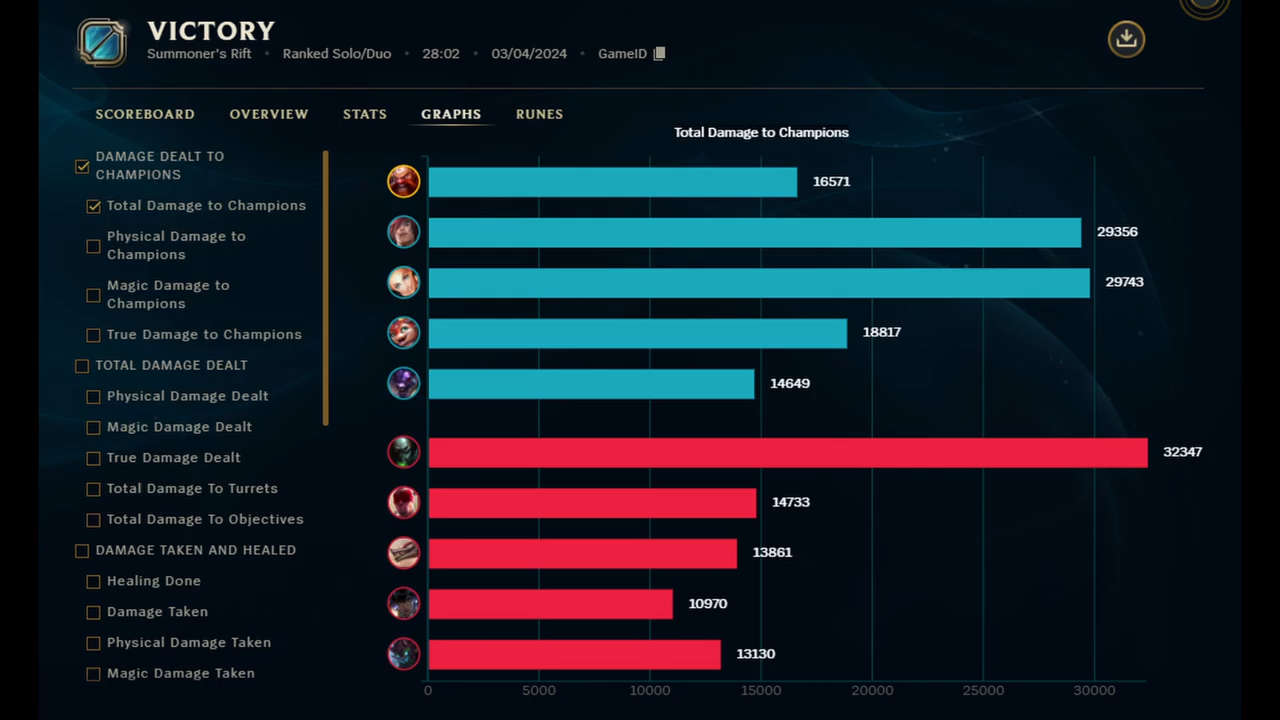 VICTORY
Summoner's Rift • Ranked Solo/Duo • 28:02 • 03/04/2024 • GameID
SCOREBOARD OVERVIEW STATS GRAPHS RUNES
Total Damage to Champions
DAMAGE DEALT TO
CHAMPIONS
Total Damage to Champions
Physical Damage to
Champions
Magic Damage to
Champions
True Damage to Champions
TOTAL DAMAGE DEALT
Physical Damage Dealt
Magic Damage Dealt
True Damage Dealt
Total Damage To Turrets
Total Damage To Objectives
DAMAGE TAKEN AND HEALED
Healing Done
Damage Taken
Physical Damage Taken
Magic Damage Taken
16571
29356
29743
18817
14649
32347
14733
13861
10970
13130
0 5000 10000 15000 20000 25000 30000